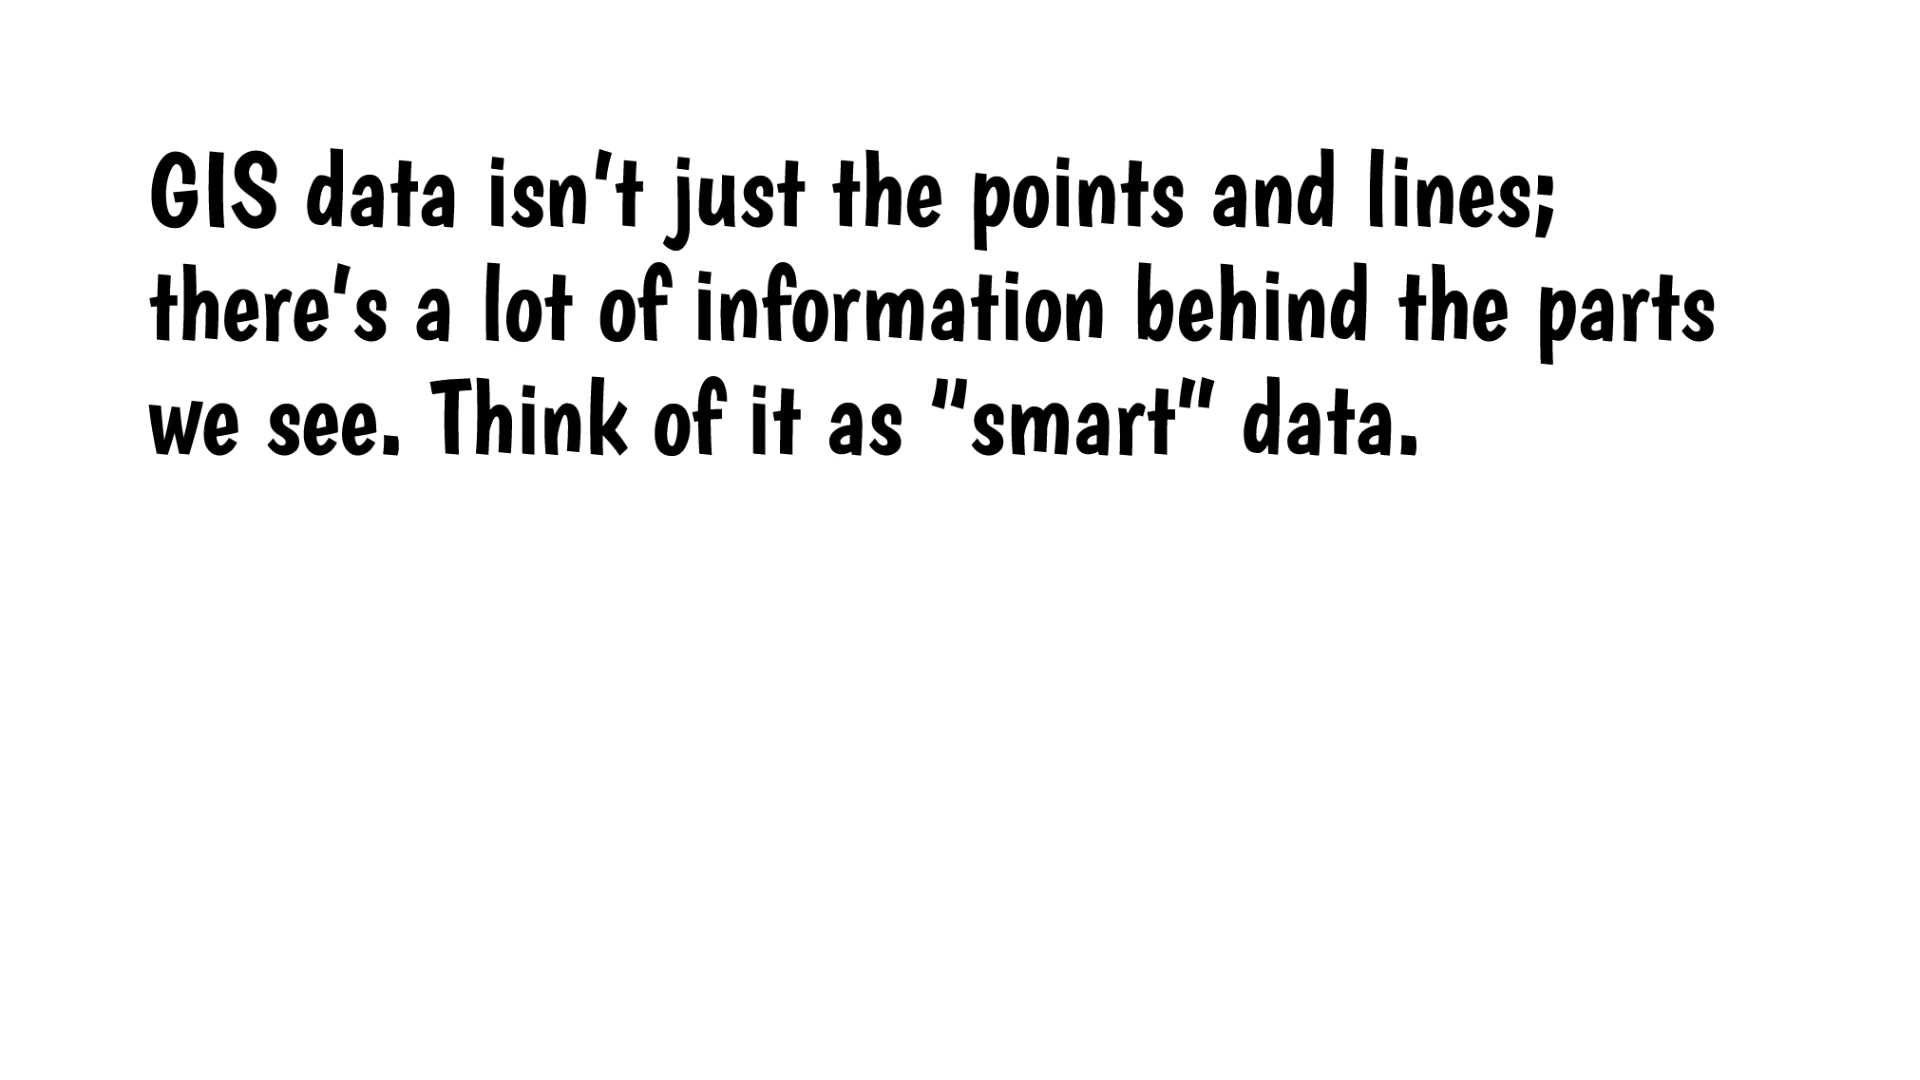 GIS data isn't just the points and lines;
there's a lot of information behind the parts
we see. Think of it as "smart" data.